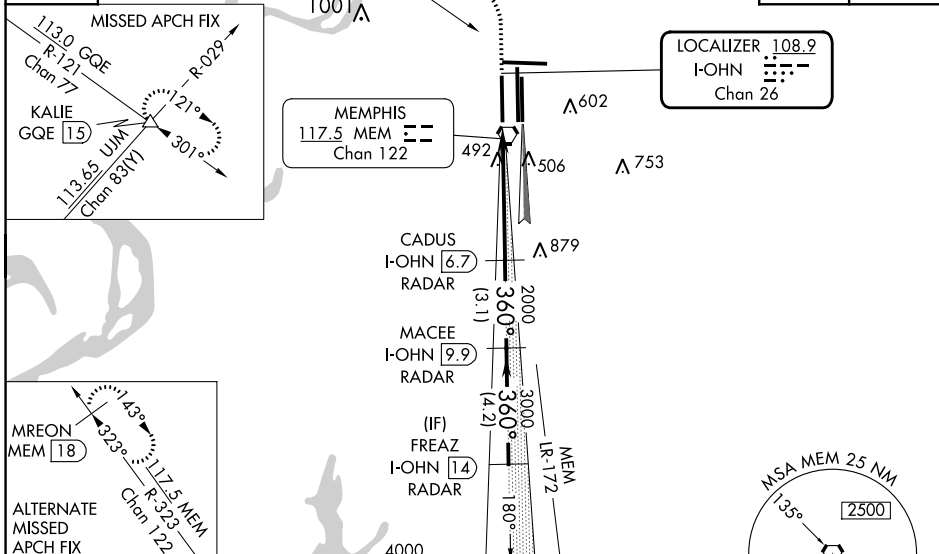 1001
MISSED APCH FIX
113.0 GQE
R-121
Chan 77
R-029
KALIE
GQE 15
121°
301°
113.65 UJM
Chan 83(Y)
LOCALIZER 108.9
I-OHN
Chan 26
MEMPHIS
117.5 MEM
Chan 122
602
492
506
753
879
CADUS
I-OHN 6.7
RADAR
2000
360°
(3.1)
MACEE
I-OHN 9.9
RADAR
3000
360°
(4.2)
(IF)
FREAZ
I-OHN 14
RADAR
MEM
LR-172
180°
4000
MREON
MEM 18
143°
323°
117.5 MEM
R-323
Chan 122
ALTERNATE
MISSED
APCH FIX
MSA MEM 25 NM
135°
2500